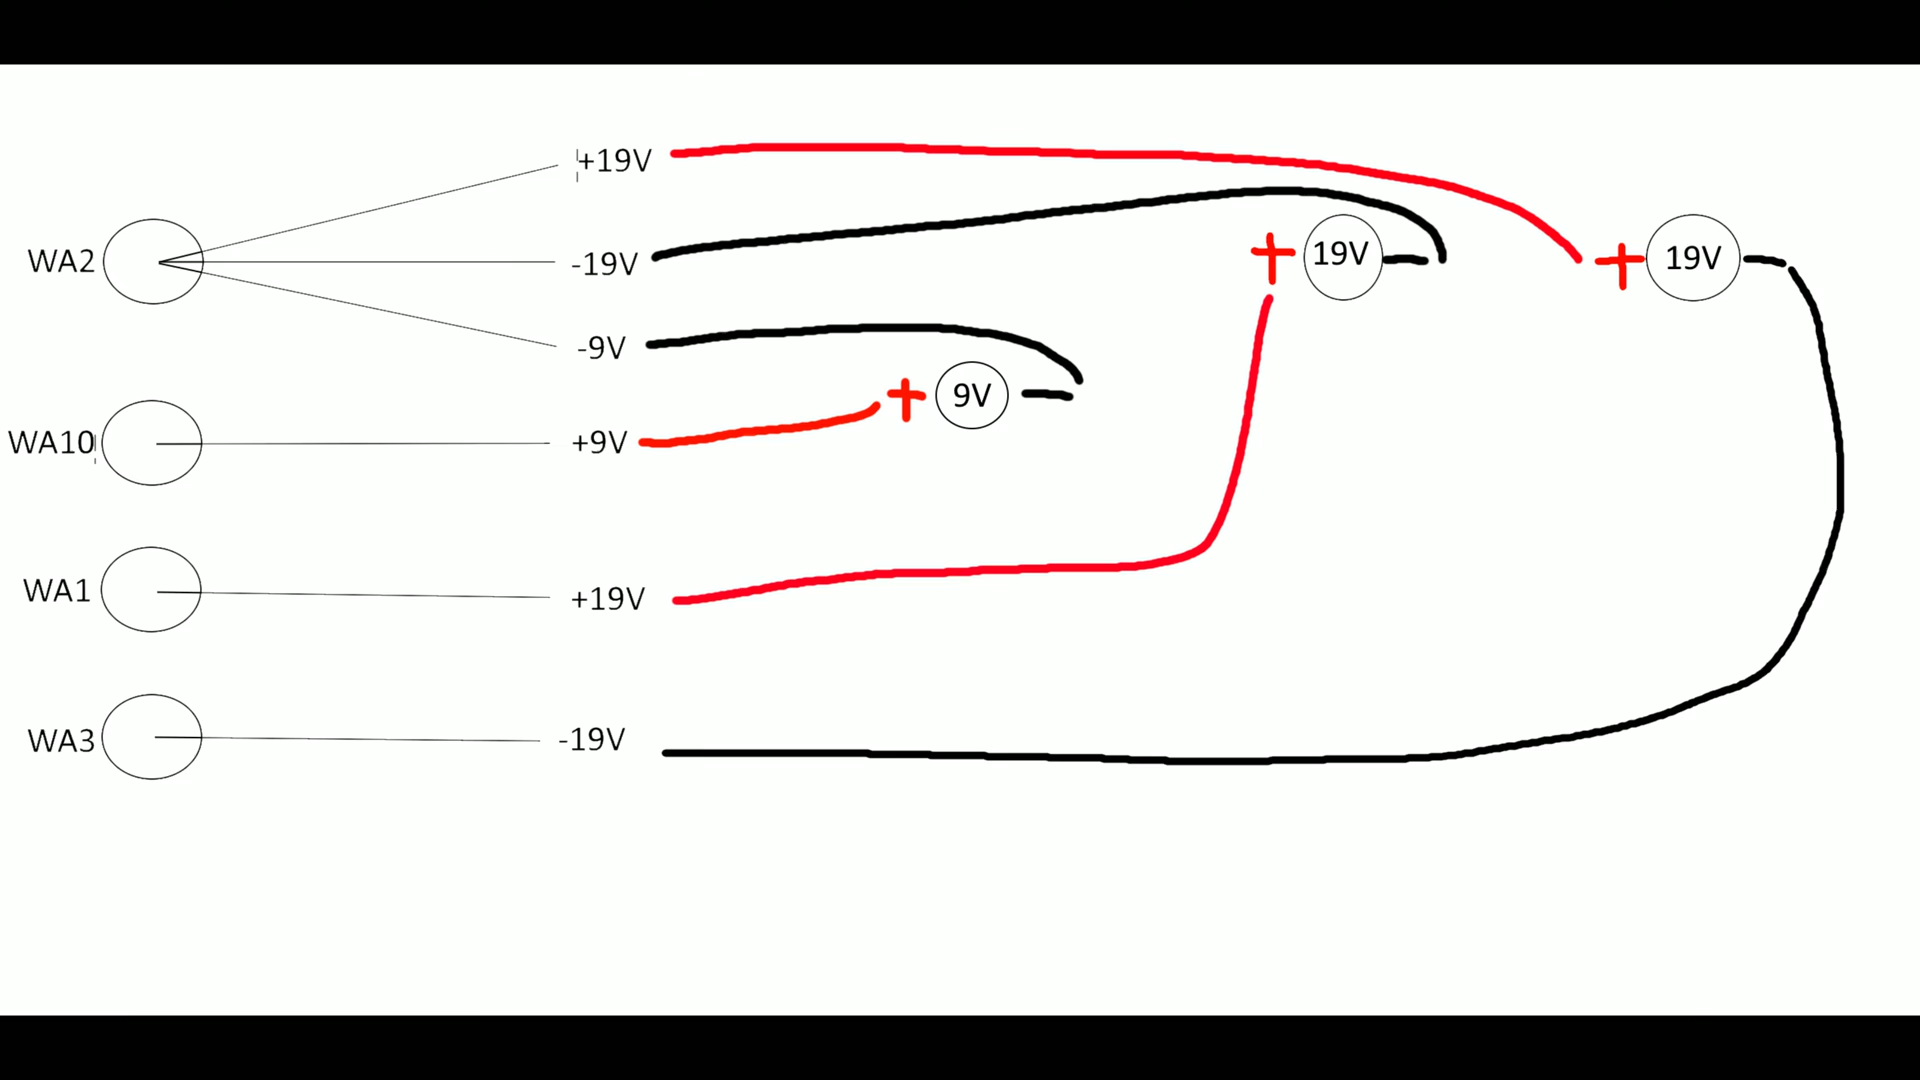 +19V
WA2
-19V
+ 19V -
+ 19V -
-9V
+ 9V -
WA10
+9V
WA1
+19V
WA3
-19V